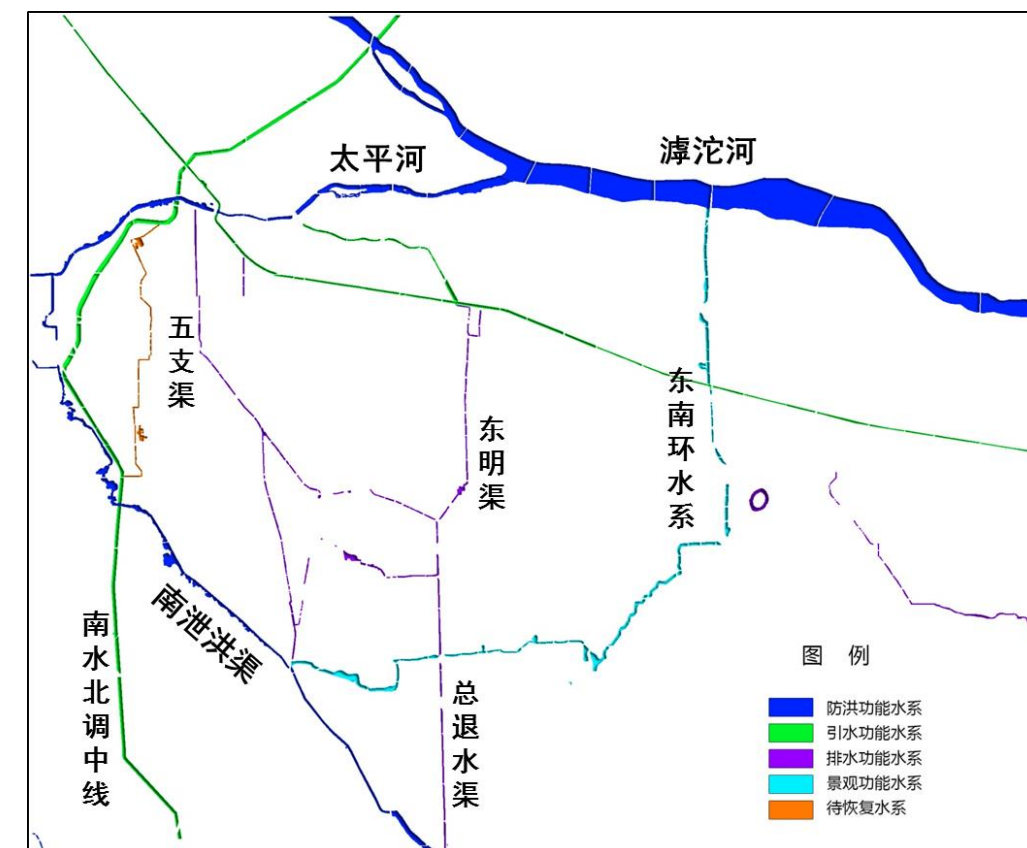 太平河
滹沱河
五支渠
东明渠
东南环水系
南泄洪渠
南水北调中线
总退水渠
图 例
防洪功能水系
引水功能水系
排水功能水系
景观功能水系
待恢复水系